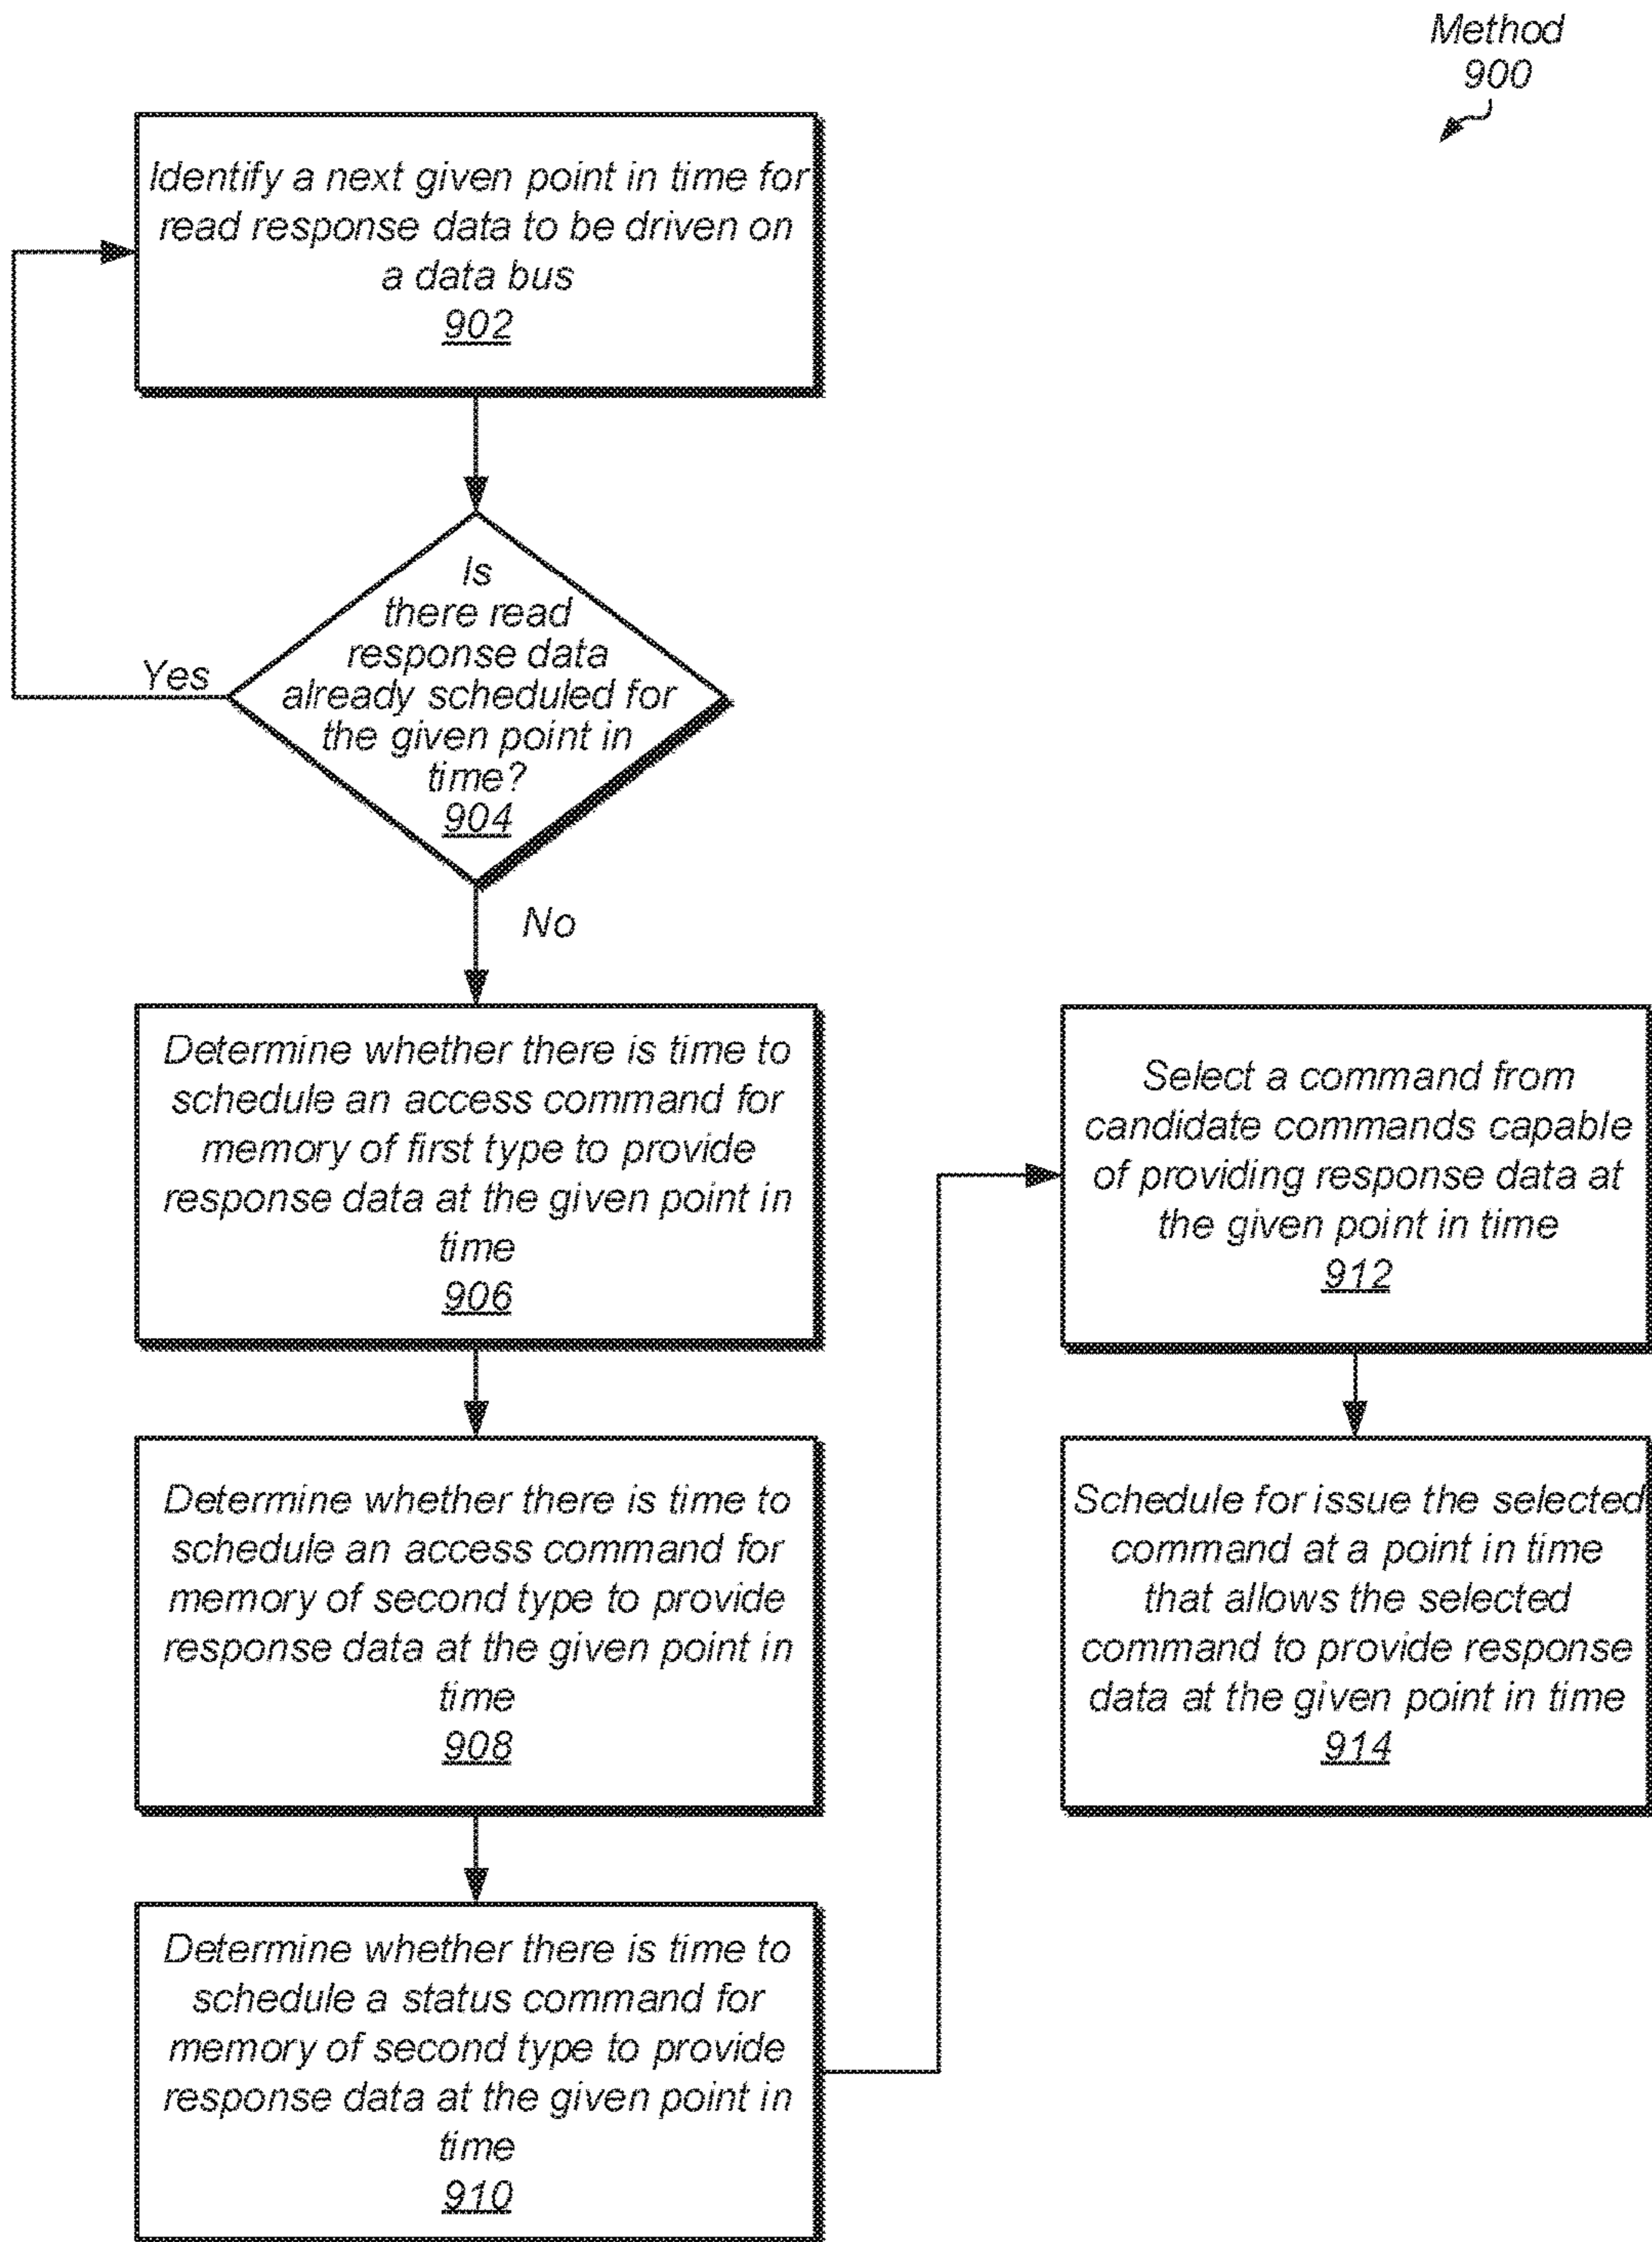 Method
900
Identify a next given point in time for
read response data to be driven on
a data bus
902
Is
there read
response data
already scheduled for
the given point in
time?
904
Yes
No
Determine whether there is time to
schedule an access command for
memory of first type to provide
response data at the given point in
time
906
Determine whether there is time to
schedule an access command for
memory of second type to provide
response data at the given point in
time
908
Determine whether there is time to
schedule a status command for
memory of second type to provide
response data at the given point in
time
910
Select a command from
candidate commands capable
of providing response data at
the given point in time
912
Schedule for issue the selected
command at a point in time
that allows the selected
command to provide response
data at the given point in time
914